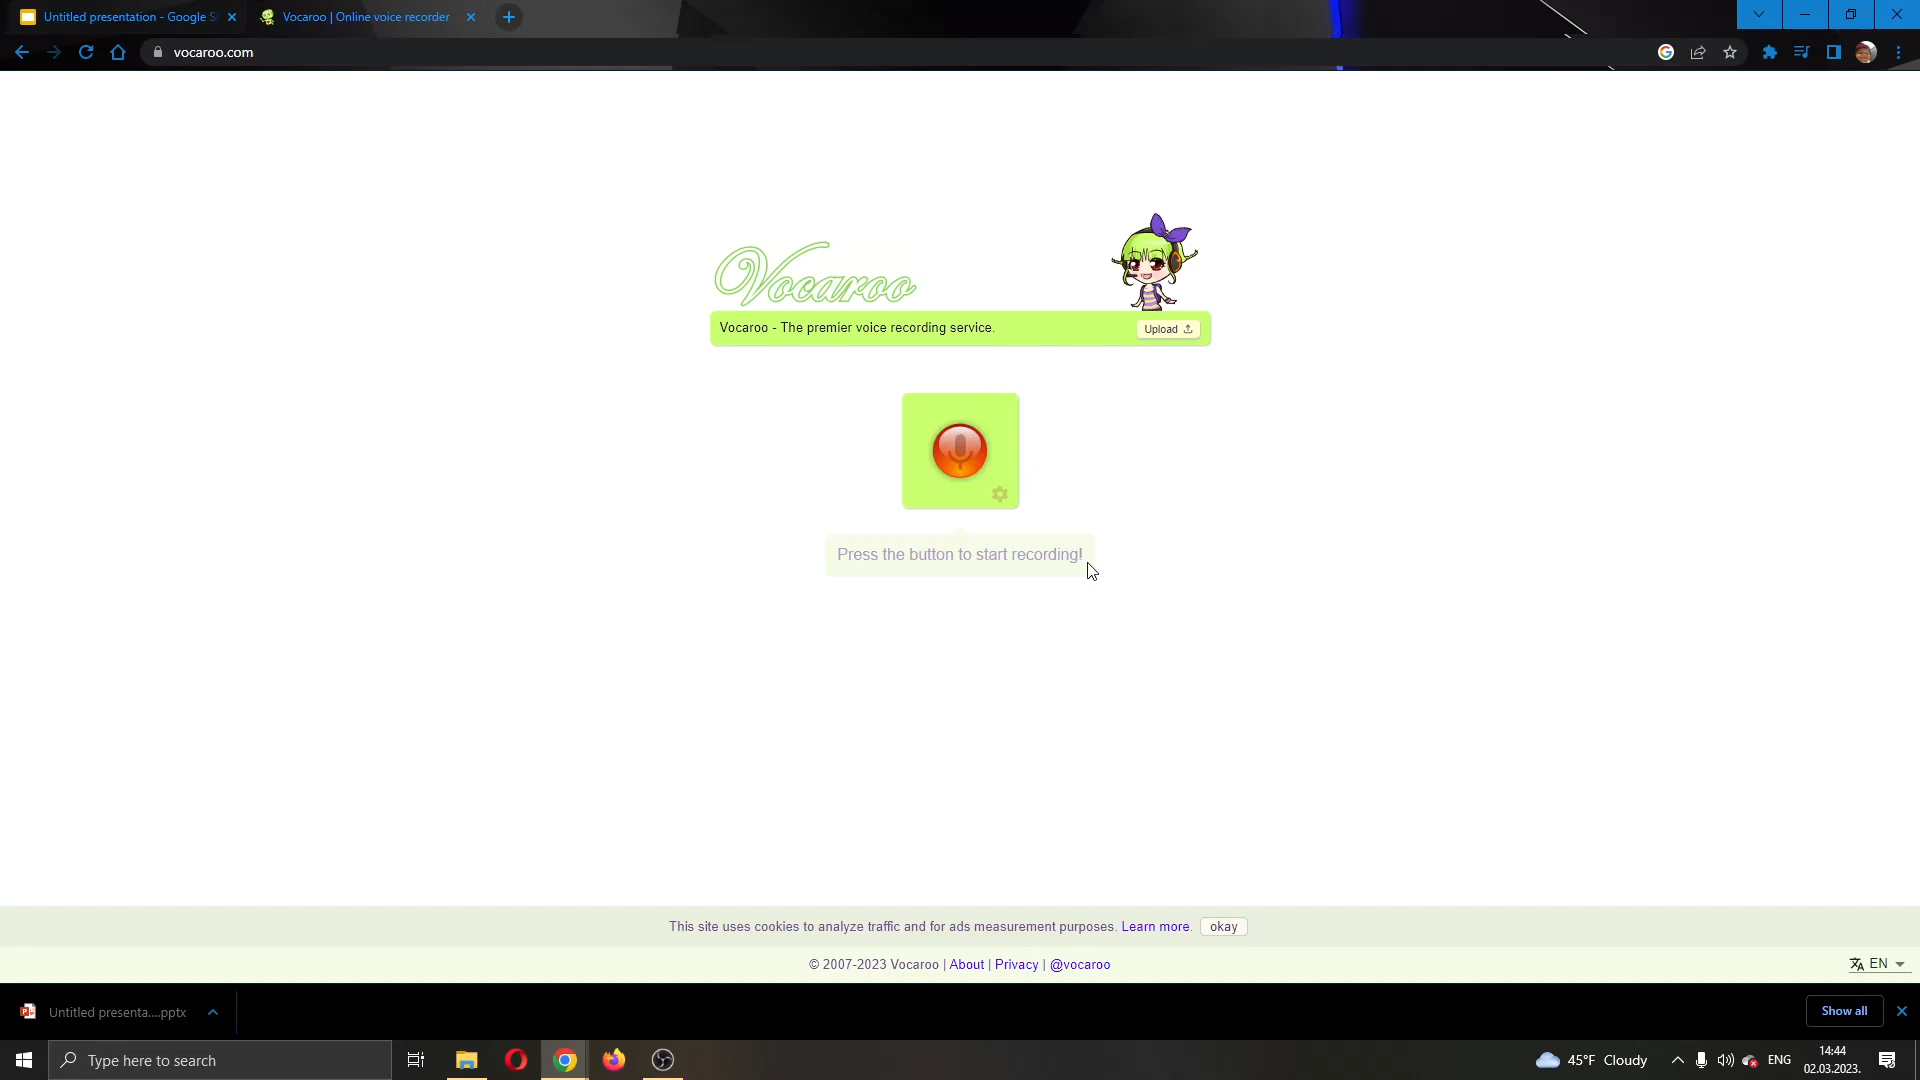 Untitled presentation - Google S
Vocaroo | Online voice recorder
vocaroo.com
Vocaroo
Vocaroo - The premier voice recording service.
Upload
Press the button to start recording!
This site uses cookies to analyze traffic and for ads measurement purposes. Learn more. okay
© 2007-2023 Vocaroo | About | Privacy | @vocaroo
EN
Untitled presenta....pptx
Show all
Type here to search
45°F Cloudy
ENG
14:44
02.03.2023.